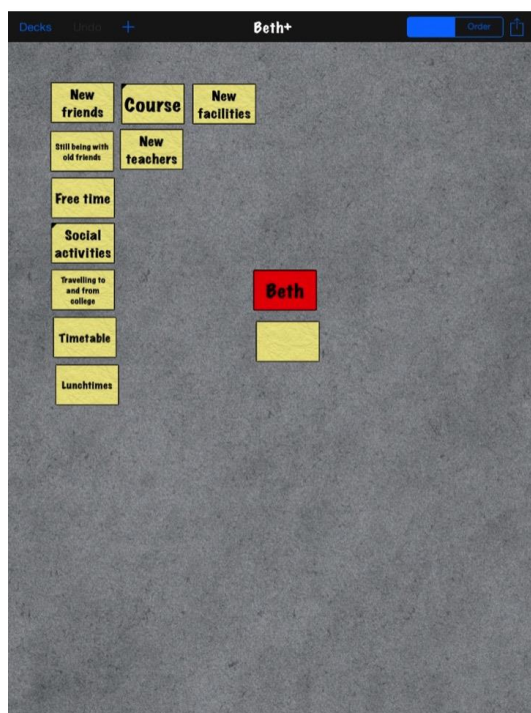 Decks Undo + Beth+ Order
New
friends
Course
New
facilities
Still being with
old friends
New
teachers
Free time
Social
activities
Travelling to
and from
college
Beth
Timetable
Lunchtimes